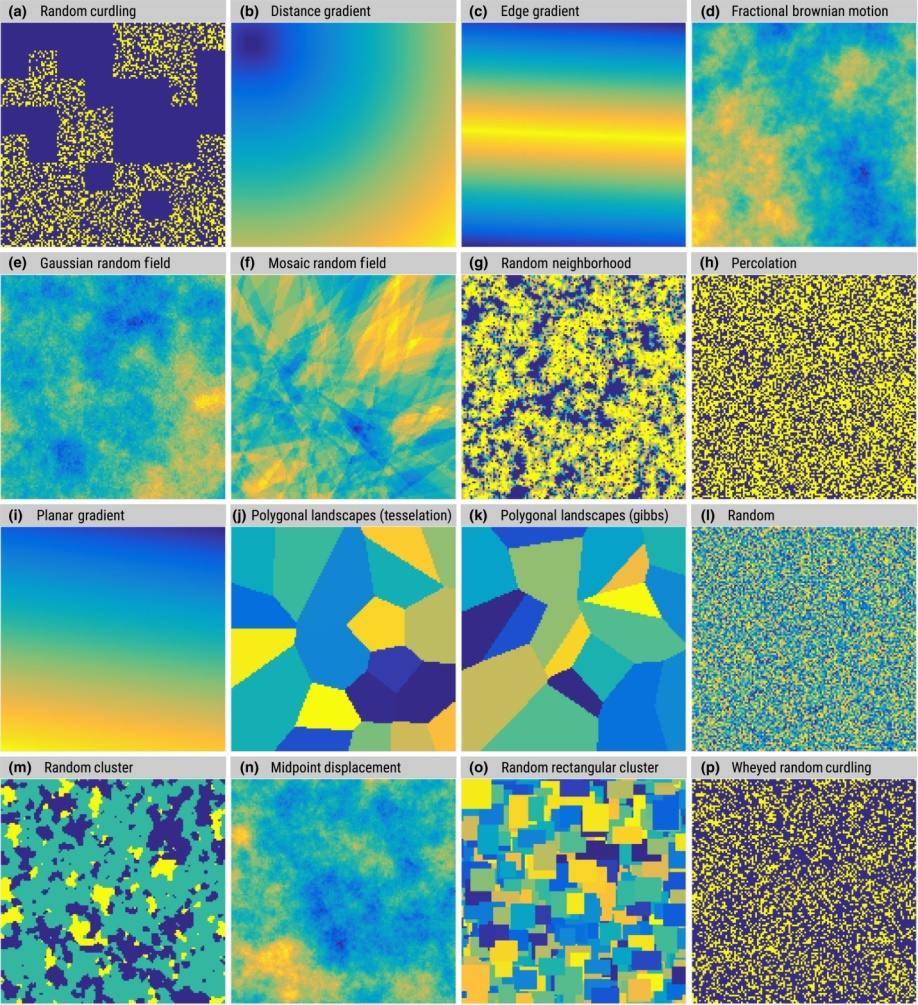 (a) Random curdling
(b) Distance gradient
(c) Edge gradient
(d) Fractional brownian motion
(e) Gaussian random field
(f) Mosaic random field
(g) Random neighborhood
(h) Percolation
(i) Planar gradient
(j) Polygonal landscapes (tesselation)
(k) Polygonal landscapes (gibbs)
(l) Random
(m) Random cluster
(n) Midpoint displacement
(o) Random rectangular cluster
(p) Wheyed random curdling